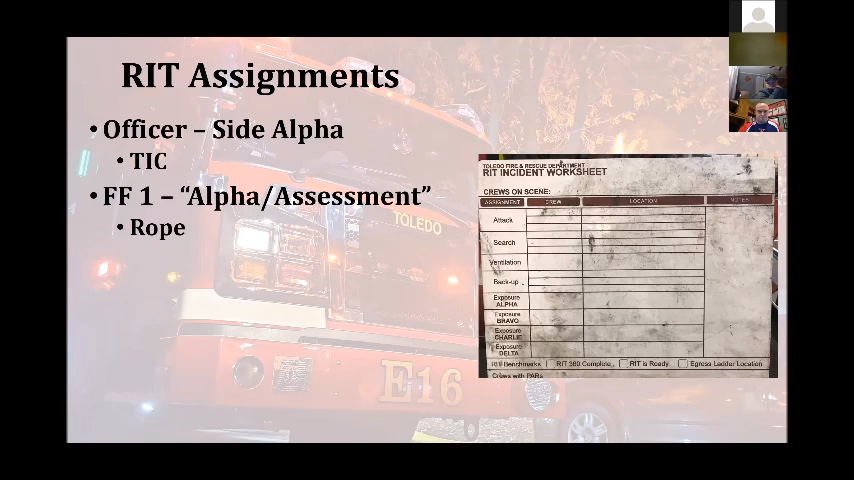 RIT Assignments
• Officer – Side Alpha
• TIC
• FF 1 – “Alpha/Assessment”
• Rope
TOLEDO
E16
TOLEDO FIRE & RESCUE DEPARTMENT
RIT INCIDENT WORKSHEET
CREWS ON SCENE:
ASSIGNMENT CREW LOCATION NOTES
Attack
Search
Ventilation
Back-up
Exposure
ALPHA
Exposure
BRAVO
Exposure
CHARLIE
Exposure
DELTA
RIT Benchmarks RIT 360 Complete RIT is Ready Egress Ladder Location
Crews with PARs